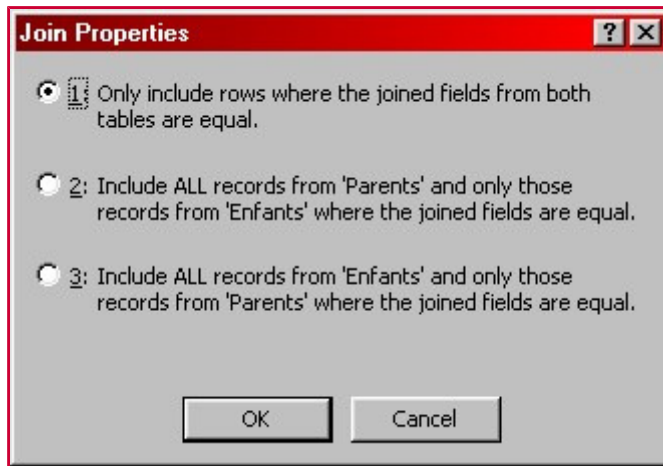 Join Properties
1: Only include rows where the joined fields from both
tables are equal.
2: Include ALL records from 'Parents' and only those
records from 'Enfants' where the joined fields are equal.
3: Include ALL records from 'Enfants' and only those
records from 'Parents' where the joined fields are equal.
OK Cancel